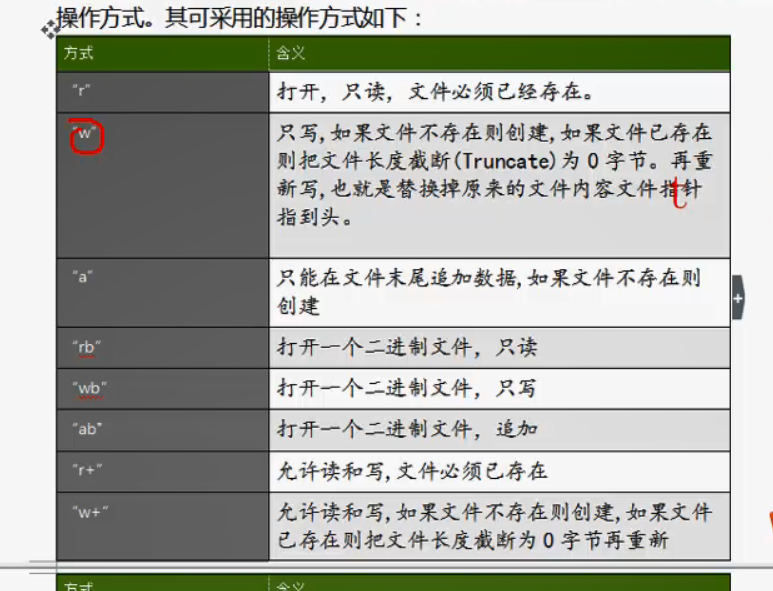 操作方式。其可采用的操作方式如下：
方式 含义
“r” 打开，只读，文件必须已经存在。
“w” 只写,如果文件不存在则创建,如果文件已存在
则把文件长度截断(Truncate)为 0 字节。再重
新写,也就是替换掉原来的文件内容文件指针
指到头。
t
“a” 只能在文件末尾追加数据,如果文件不存在则
创建
“rb” 打开一个二进制文件，只读
“wb” 打开一个二进制文件，只写
“ab” 打开一个二进制文件，追加
“r+” 允许读和写,文件必须已存在
“w+” 允许读和写,如果文件不存在则创建,如果文件
已存在则把文件长度截断为 0 字节再重新
方式 含义